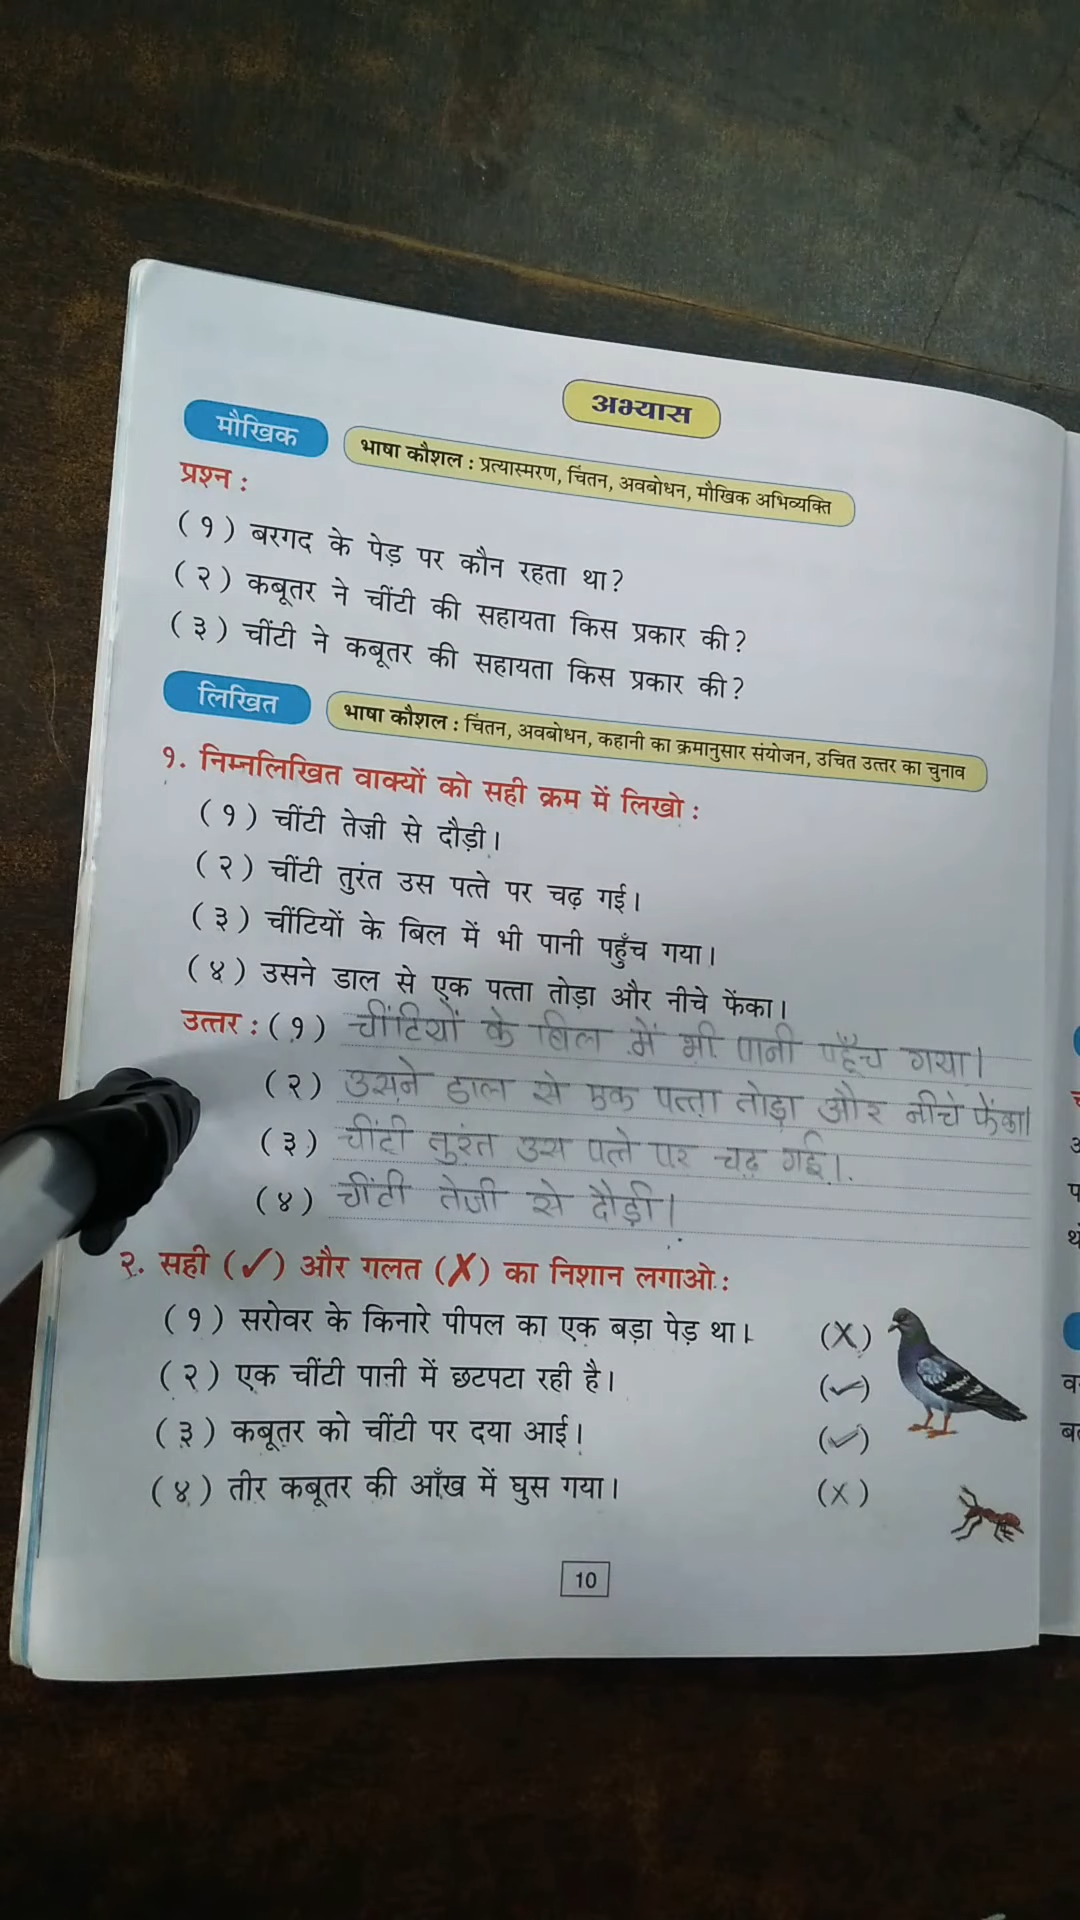 अभ्यास
मौखिक
भाषा कौशल : प्रत्यास्मरण, चिंतन, अवबोधन, मौखिक अभिव्यक्ति
प्रश्न :
(१) बरगद के पेड़ पर कौन रहता था?
(२) कबूतर ने चींटी की सहायता किस प्रकार की?
(३) चींटी ने कबूतर की सहायता किस प्रकार की?
लिखित
भाषा कौशल : चिंतन, अवबोधन, कहानी का क्रमानुसार संयोजन, उचित उत्तर का चुनाव
१. निम्नलिखित वाक्यों को सही क्रम में लिखो :
(१) चींटी तेज़ी से दौड़ी।
(२) चींटी तुरंत उस पत्ते पर चढ़ गई।
(३) चींटियों के बिल में भी पानी पहुँच गया।
(४) उसने डाल से एक पत्ता तोड़ा और नीचे फेंका।
उत्तर : (१) चींटियों के बिल में भी पानी पहुँच गया।
(२) उसने डाल से एक पत्ता तोड़ा और नीचे फेंका।
(३) चींटी तुरंत उस पत्ते पर चढ़ गई।
(४) चींटी तेजी से दौड़ी।
२. सही (✓) और गलत (✗) का निशान लगाओ :
(१) सरोवर के किनारे पीपल का एक बड़ा पेड़ था। (✗)
(२) एक चींटी पानी में छटपटा रही है। (✓)
(३) कबूतर को चींटी पर दया आई। (✓)
(४) तीर कबूतर की आँख में घुस गया। (✗)
10